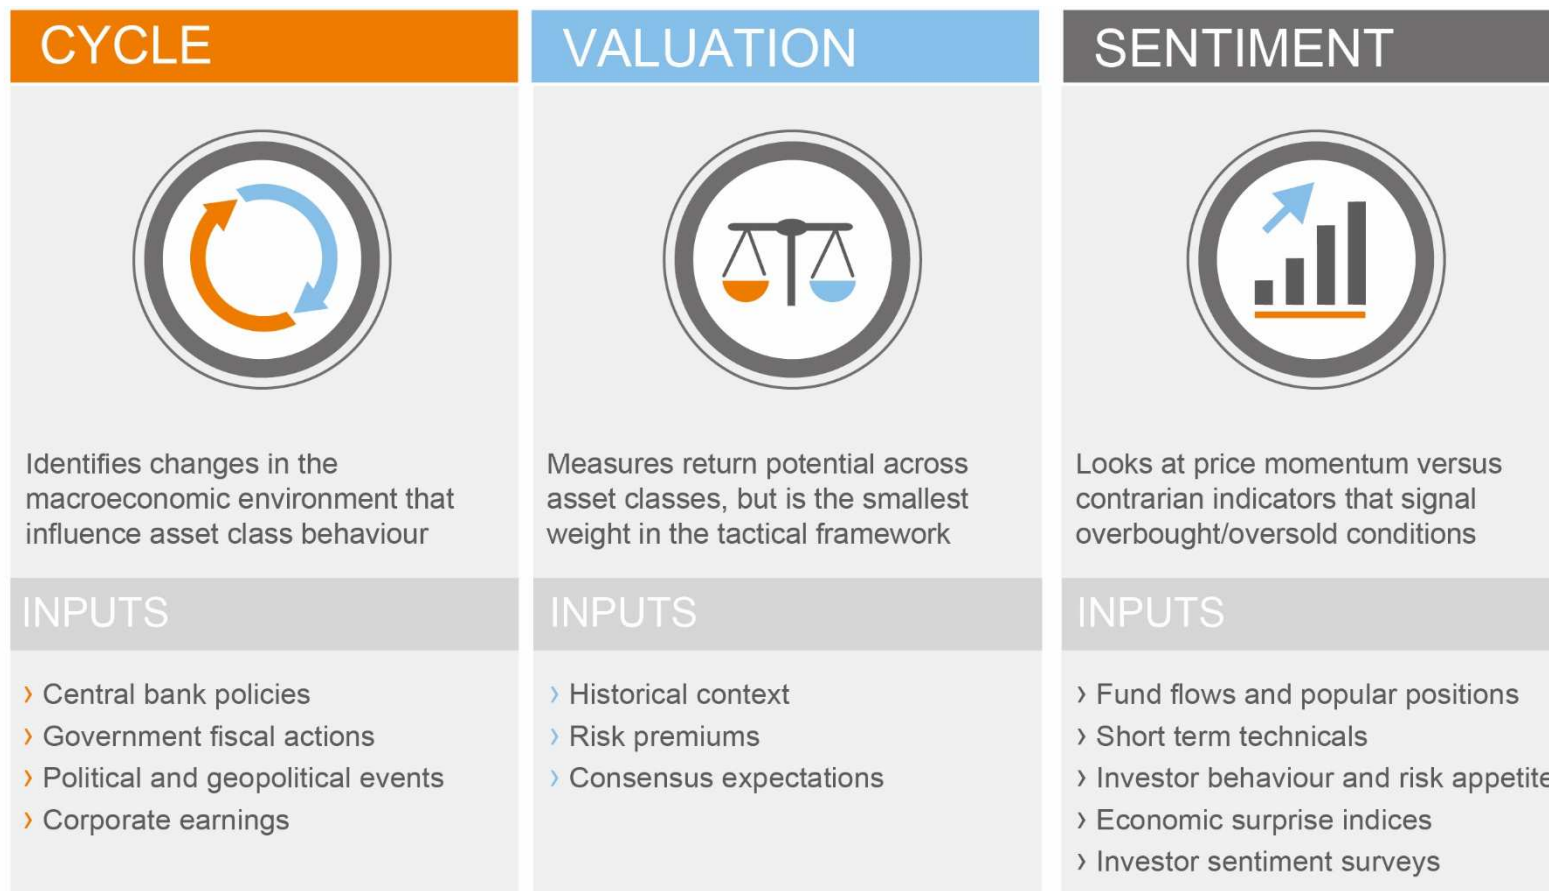 CYCLE
Identifies changes in the
macroeconomic environment that
influence asset class behaviour
INPUTS
› Central bank policies
› Government fiscal actions
› Political and geopolitical events
› Corporate earnings
VALUATION
Measures return potential across
asset classes, but is the smallest
weight in the tactical framework
INPUTS
› Historical context
› Risk premiums
› Consensus expectations
SENTIMENT
Looks at price momentum versus
contrarian indicators that signal
overbought/oversold conditions
INPUTS
› Fund flows and popular positions
› Short term technicals
› Investor behaviour and risk appetite
› Economic surprise indices
› Investor sentiment surveys